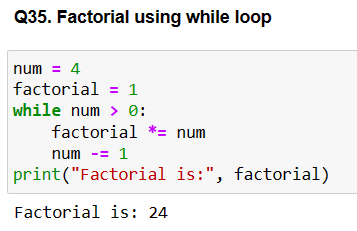 Q35. Factorial using while loop
num = 4
factorial = 1
while num > 0:
    factorial *= num
    num -= 1
print("Factorial is:", factorial)
Factorial is: 24